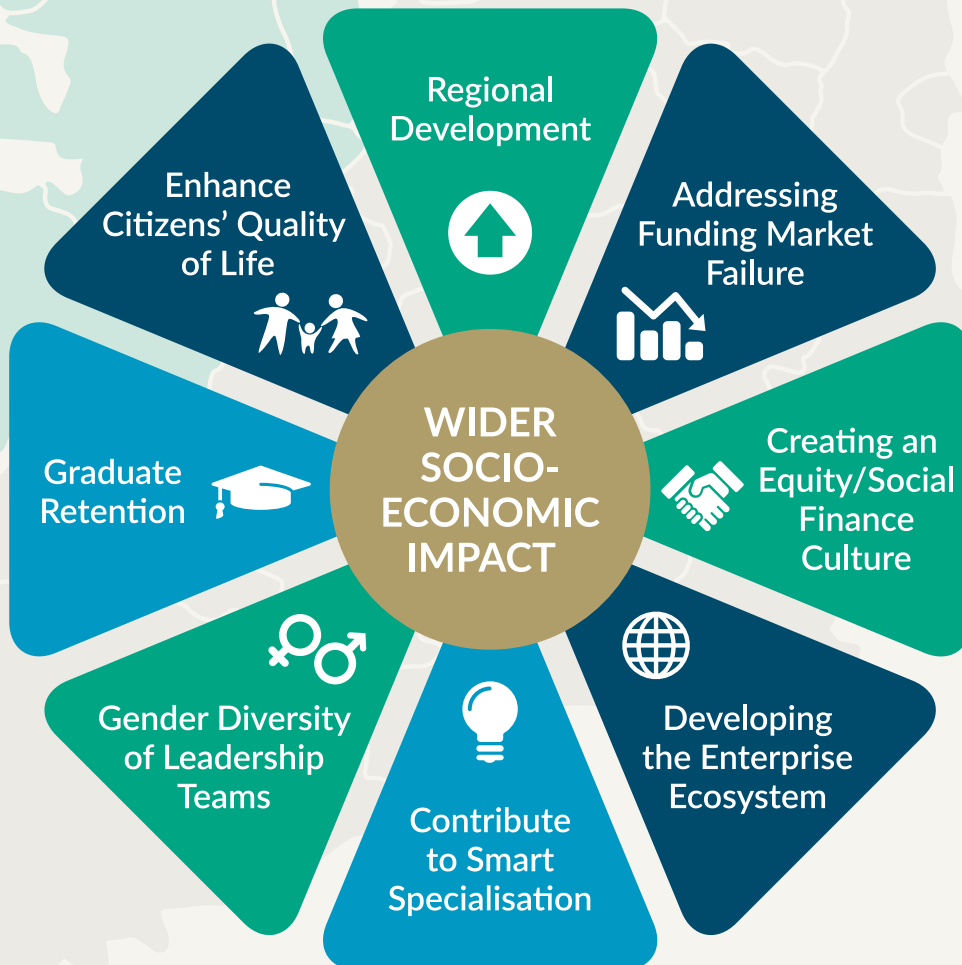 Regional
Development
Addressing
Funding Market
Failure
Creating an
Equity/Social
Finance
Culture
Developing
the Enterprise
Ecosystem
Contribute
to Smart
Specialisation
Gender Diversity
of Leadership
Teams
Graduate
Retention
Enhance
Citizens’ Quality
of Life
WIDER
SOCIO-
ECONOMIC
IMPACT